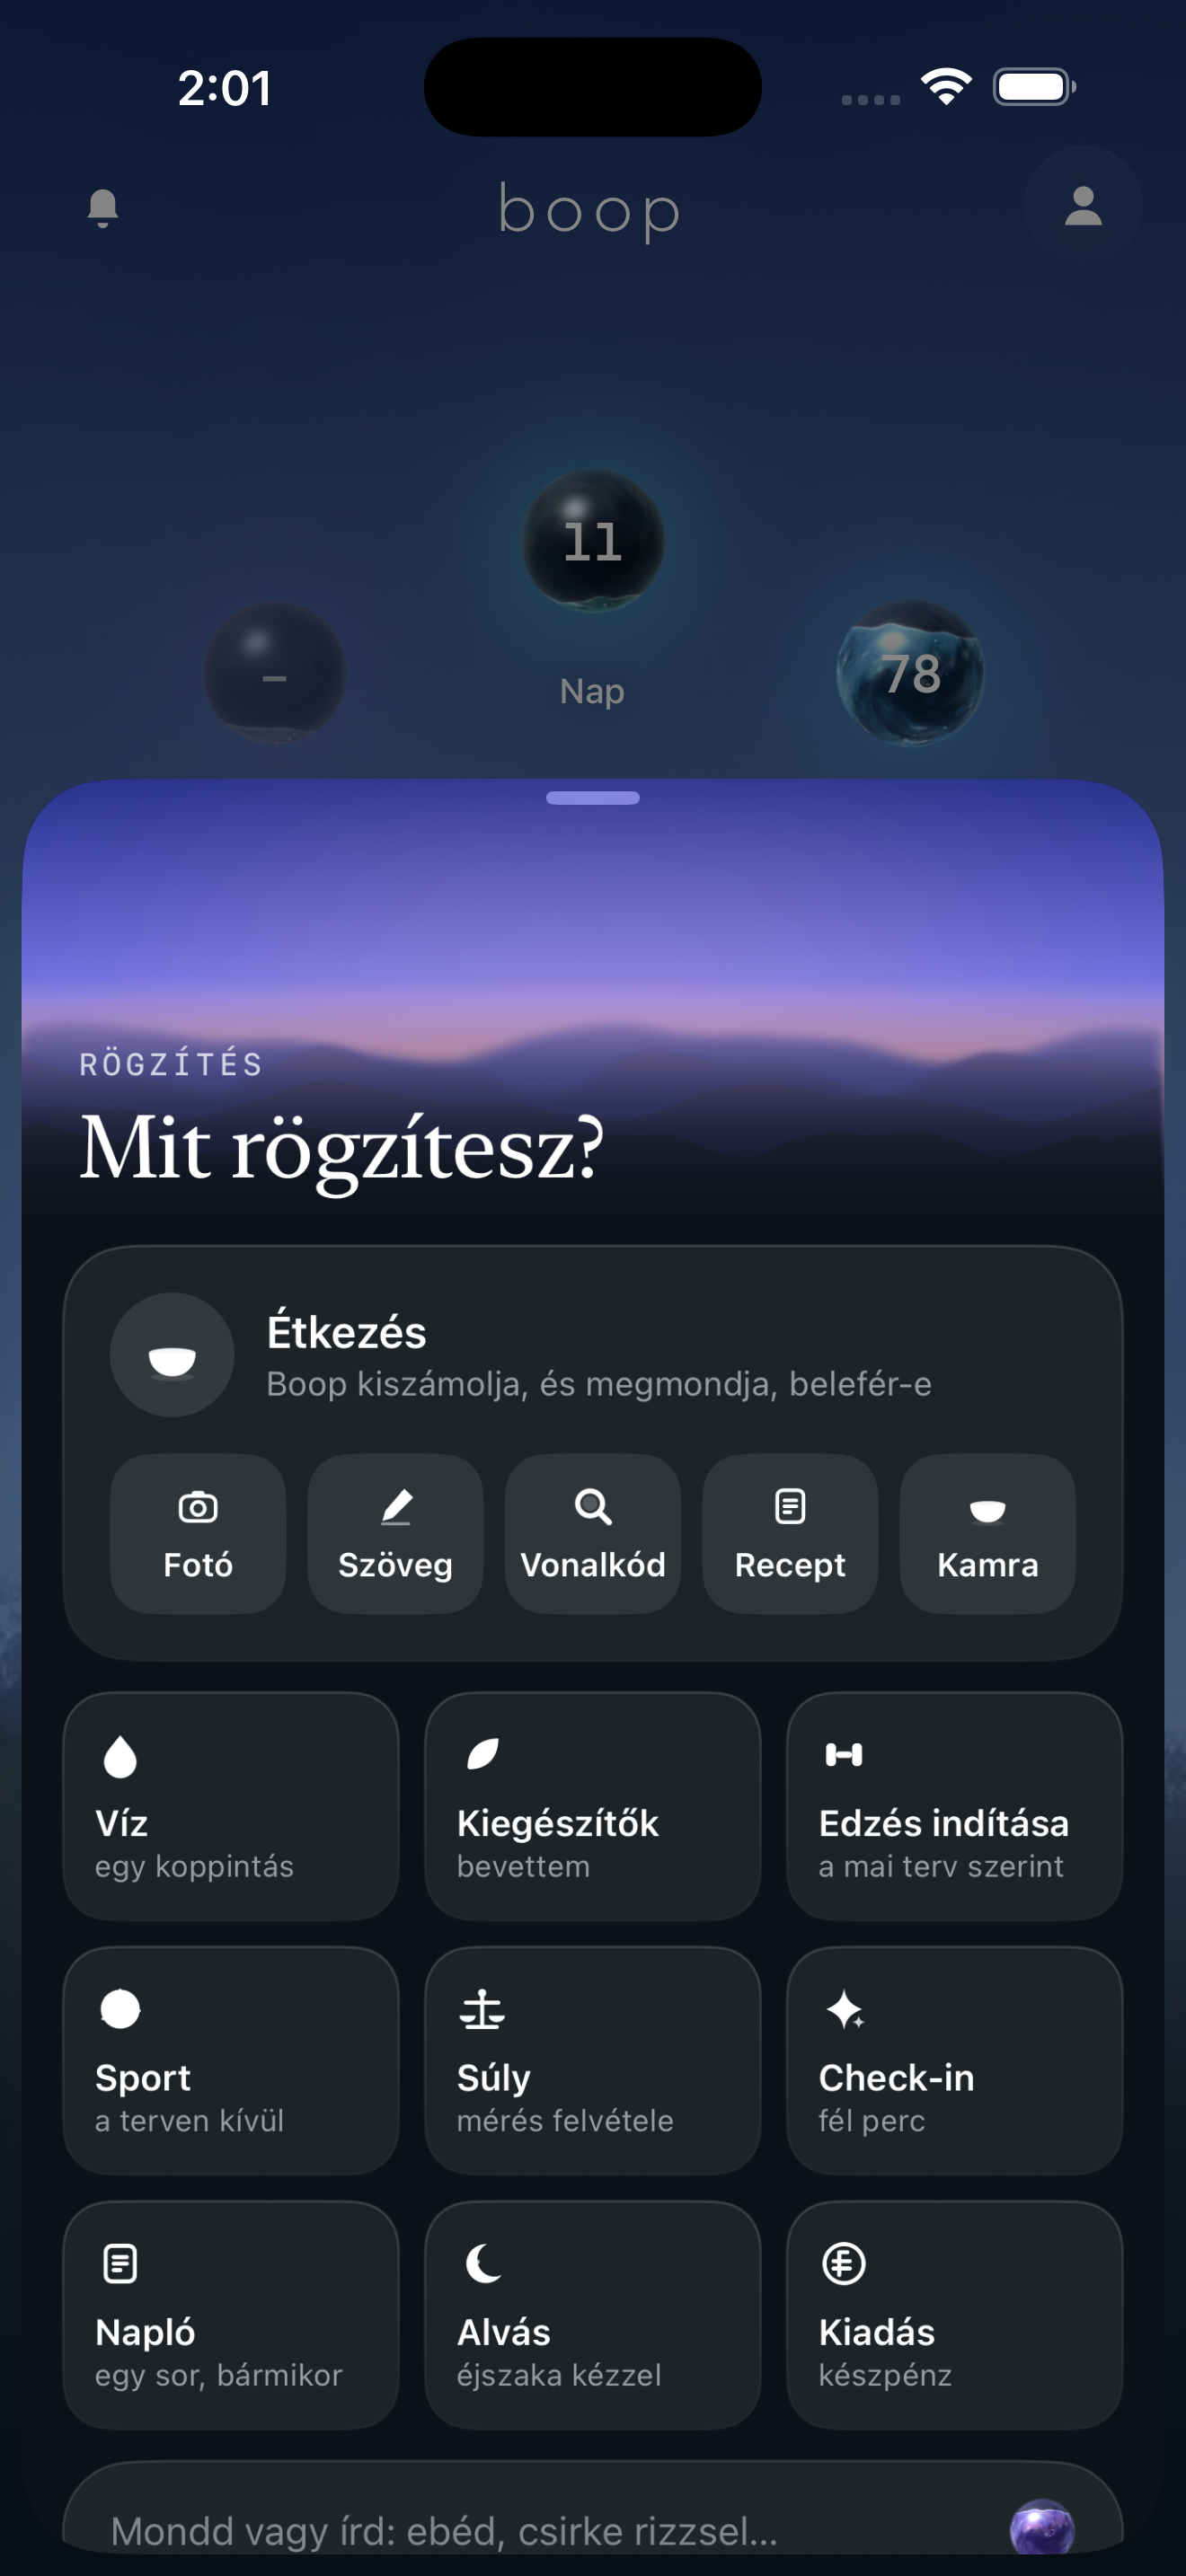 2:01
boop
11
–
78
Nap
RÖGZÍTÉS
Mit rögzítesz?
Étkezés
Boop kiszámolja, és megmondja, belefér-e
Fotó Szöveg Vonalkód Recept Kamra
Víz Kiegészítők Edzés indítása
egy koppintás bevettem a mai terv szerint
Sport Súly Check-in
a terven kívül mérés felvétele fél perc
Napló Alvás Kiadás
egy sor, bármikor éjszaka kézzel készpénz
Mondd vagy írd: ebéd, csirke rizzsel...